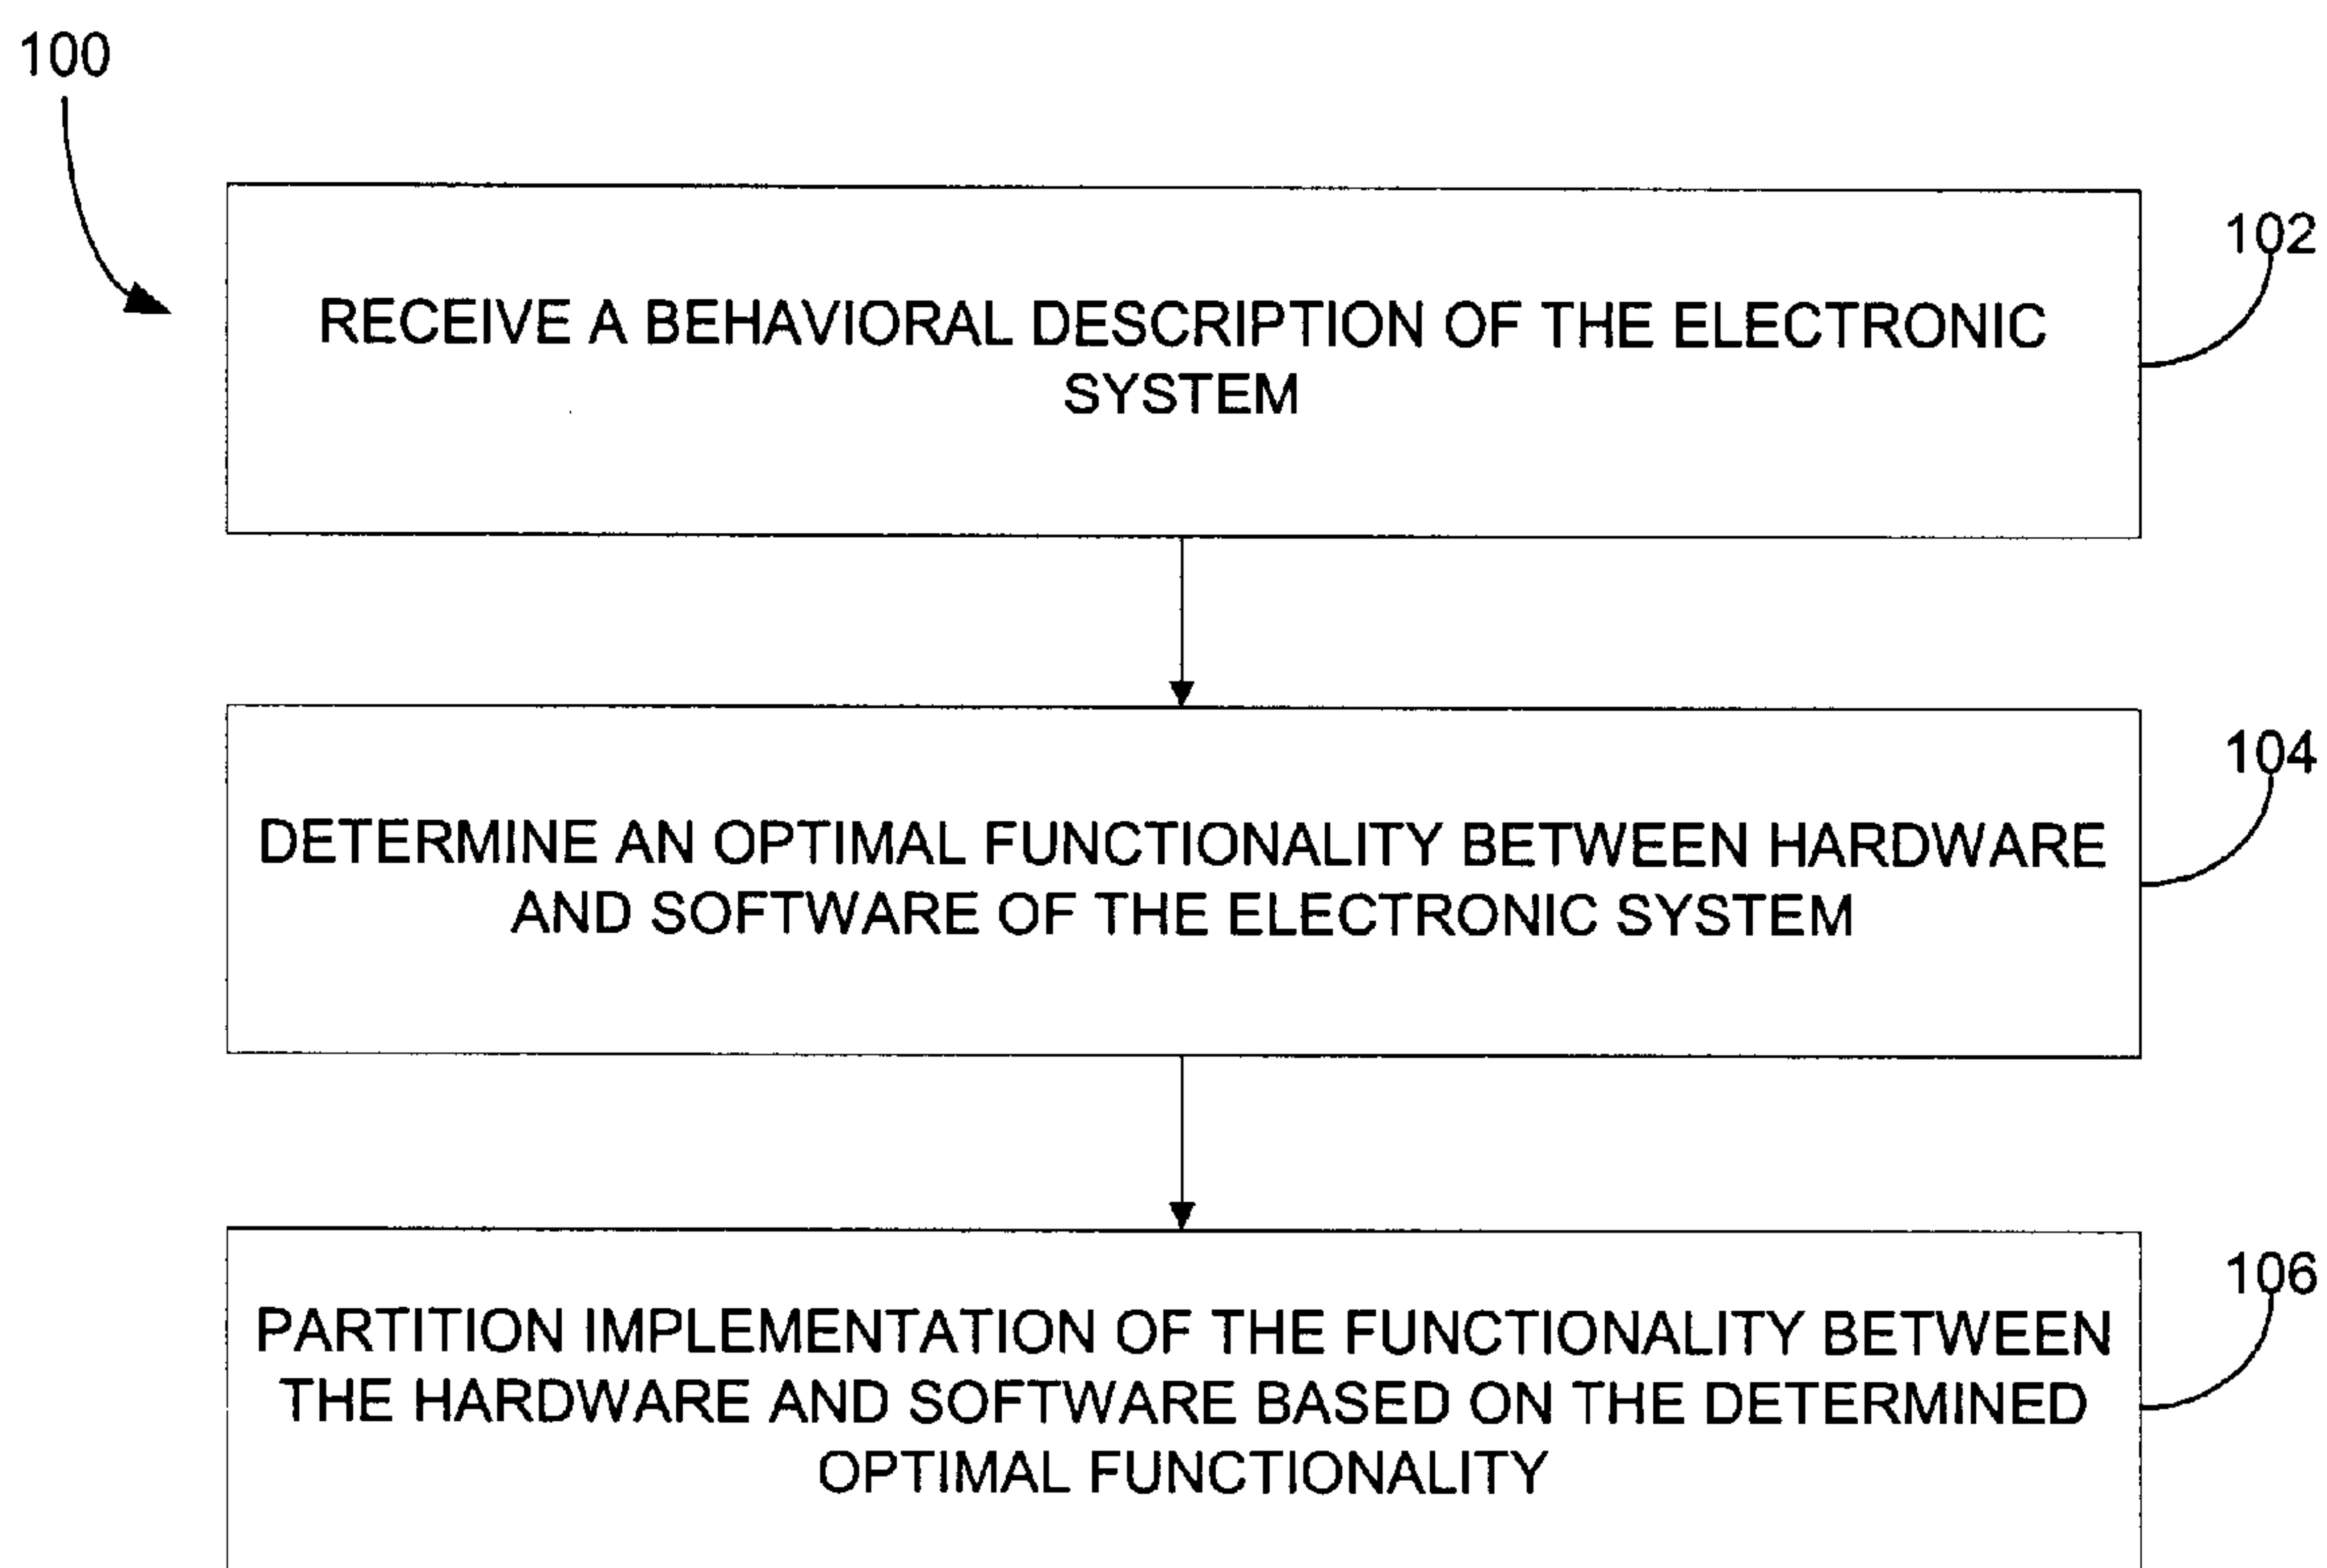 100
102
RECEIVE A BEHAVIORAL DESCRIPTION OF THE ELECTRONIC
SYSTEM
104
DETERMINE AN OPTIMAL FUNCTIONALITY BETWEEN HARDWARE
AND SOFTWARE OF THE ELECTRONIC SYSTEM
106
PARTITION IMPLEMENTATION OF THE FUNCTIONALITY BETWEEN
THE HARDWARE AND SOFTWARE BASED ON THE DETERMINED
OPTIMAL FUNCTIONALITY